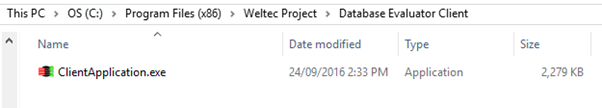 This PC > OS (C:) > Program Files (x86) > Weltec Project > Database Evaluator Client
Name Date modified Type Size
ClientApplication.exe 24/09/2016 2:33 PM Application 2,279 KB